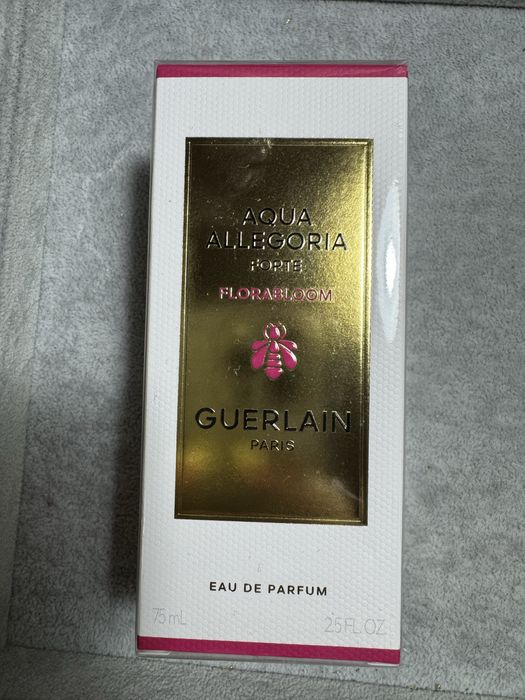 AQUA
ALLEGORIA
FORTE
FLORABLOOM
GUERLAIN
PARIS
EAU DE PARFUM
75 mL 2.5 FL. OZ